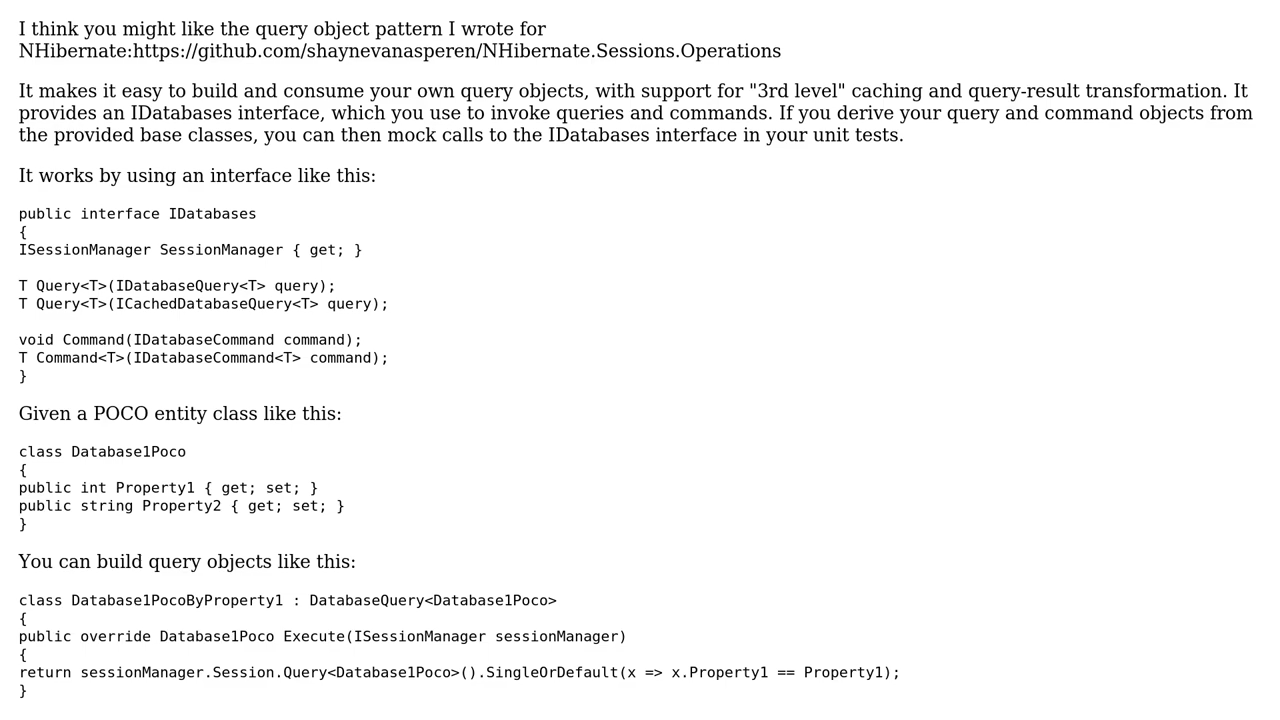 I think you might like the query object pattern I wrote for
NHibernate:https://github.com/shaynevanasperen/NHibernate.Sessions.Operations
It makes it easy to build and consume your own query objects, with support for "3rd level" caching and query-result transformation. It
provides an IDatabases interface, which you use to invoke queries and commands. If you derive your query and command objects from
the provided base classes, you can then mock calls to the IDatabases interface in your unit tests.
It works by using an interface like this:
public interface IDatabases
{
ISessionManager SessionManager { get; }
T Query<T>(IDatabaseQuery<T> query);
T Query<T>(ICachedDatabaseQuery<T> query);
void Command(IDatabaseCommand command);
T Command<T>(IDatabaseCommand<T> command);
}
Given a POCO entity class like this:
class Database1Poco
{
public int Property1 { get; set; }
public string Property2 { get; set; }
}
You can build query objects like this:
class Database1PocoByProperty1 : DatabaseQuery<Database1Poco>
{
public override Database1Poco Execute(ISessionManager sessionManager)
{
return sessionManager.Session.Query<Database1Poco>().SingleOrDefault(x => x.Property1 == Property1);
}